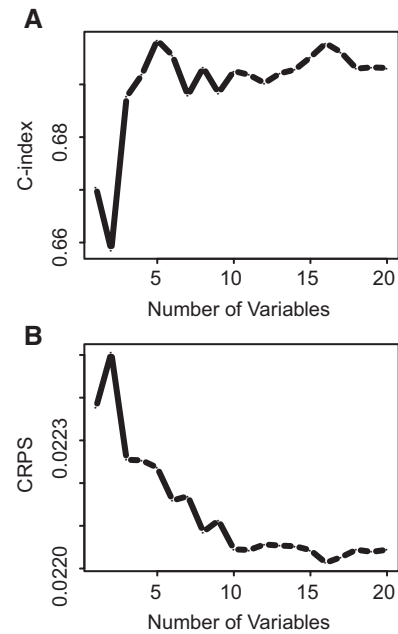 A
C-index
0.68
0.66
5 10 15 20
Number of Variables
B
CRPS
0.0223
0.0220
5 10 15 20
Number of Variables